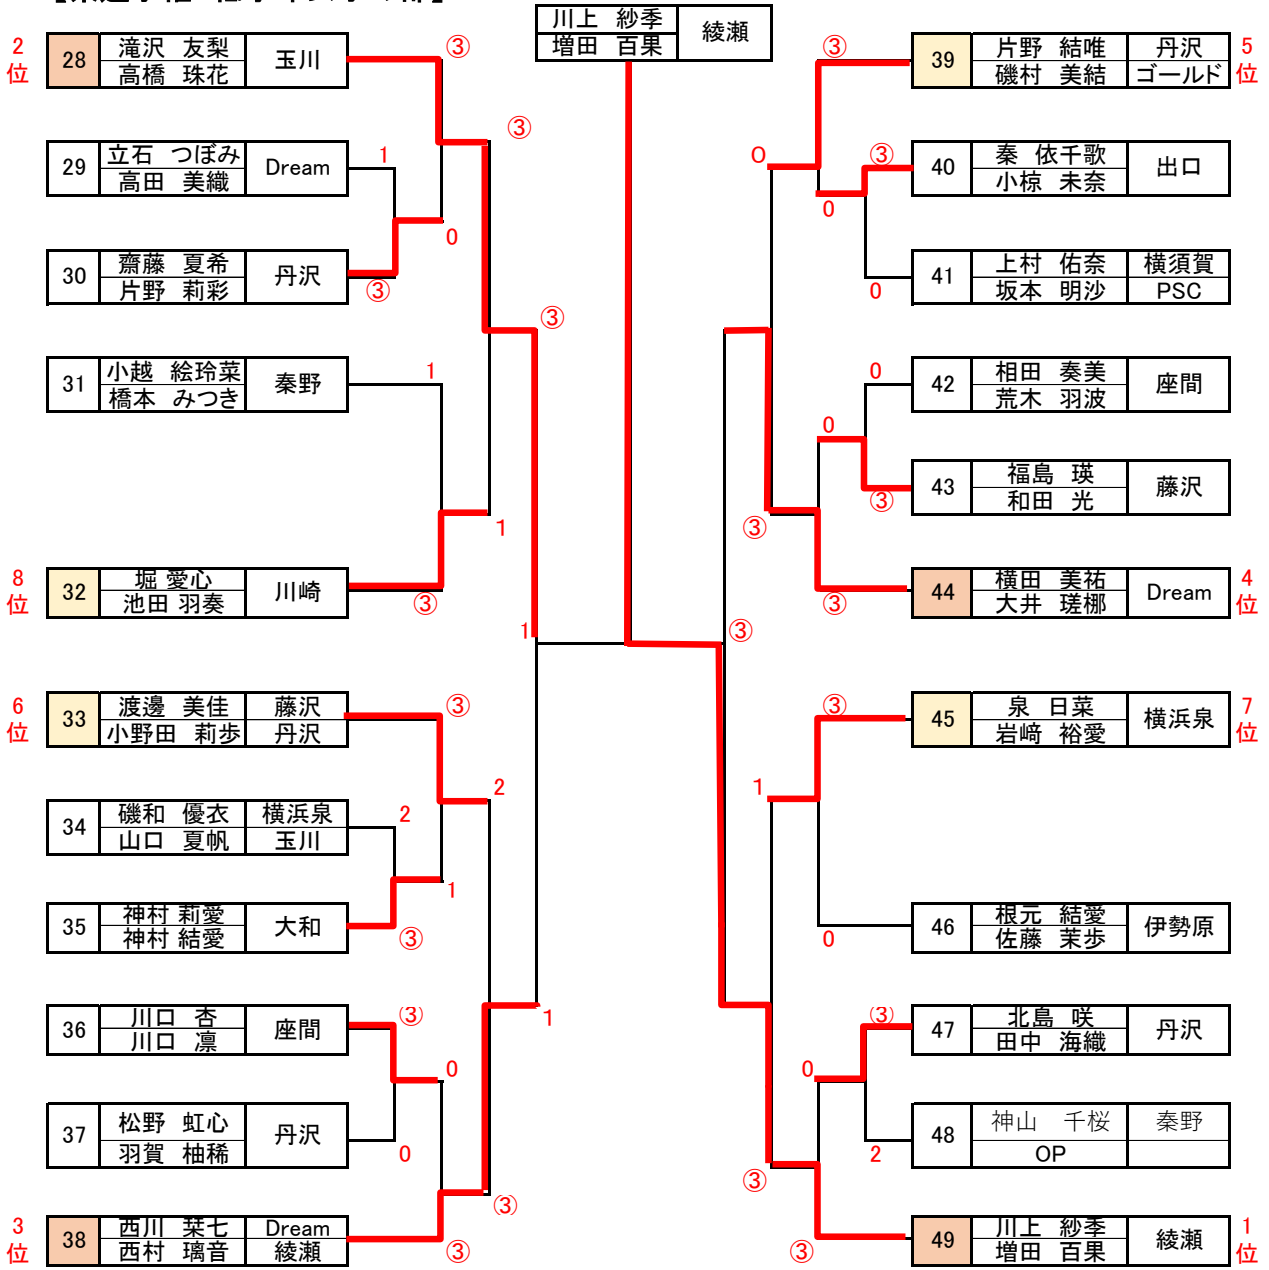 川上 紗季
増田 百果
綾瀬
2位
28
滝沢 友梨
高橋 珠花
玉川
③
29
立石 つぼみ
高田 美織
Dream
1
③
0
30
齋藤 夏希
片野 莉彩
丹沢
③
③
31
小越 絵玲菜
橋本 みつき
秦野
1
1
8位
32
堀 愛心
池田 羽奏
川崎
③
1
6位
33
渡邊 美佳
小野田 莉歩
藤沢
丹沢
③
2
34
磯和 優衣
山口 夏帆
横浜泉
玉川
2
1
35
神村 莉愛
神村 結愛
大和
③
36
川口 杏
川口 凛
座間
③
1
0
37
松野 虹心
羽賀 柚稀
丹沢
0
③
3位
38
西川 栞七
西村 璃音
Dream
綾瀬
③
③
39
片野 結唯
磯村 美結
丹沢
ゴールド
5位
0
③
40
秦 依千歌
小椋 未奈
出口
0
41
上村 佑奈
坂本 明沙
横須賀
PSC
0
0
42
相田 奏美
荒木 羽波
座間
0
43
福島 瑛
和田 光
藤沢
③
③
③
44
横田 美祐
大井 瑳梛
Dream
4位
③
③
45
泉 日菜
岩﨑 裕愛
横浜泉
7位
1
46
根元 結愛
佐藤 茉歩
伊勢原
0
③
47
北島 咲
田中 海織
丹沢
0
48
神山 千桜
OP
秦野
2
③
③
49
川上 紗季
増田 百果
綾瀬
1位